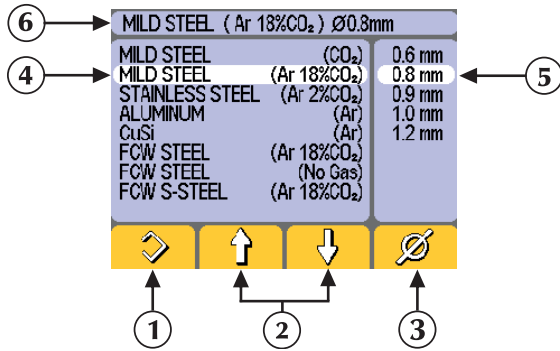 MILD STEEL ( Ar 18%CO₂ ) Ø0.8mm
6
MILD STEEL (CO₂) 0.6 mm
4
MILD STEEL (Ar 18%CO₂) 0.8 mm
5
STAINLESS STEEL (Ar 2%CO₂) 0.9 mm
ALUMINUM (Ar) 1.0 mm
CuSi (Ar) 1.2 mm
FCW STEEL (Ar 18%CO₂)
FCW STEEL (No Gas)
FCW S-STEEL (Ar 18%CO₂)
Ø
1
2
3